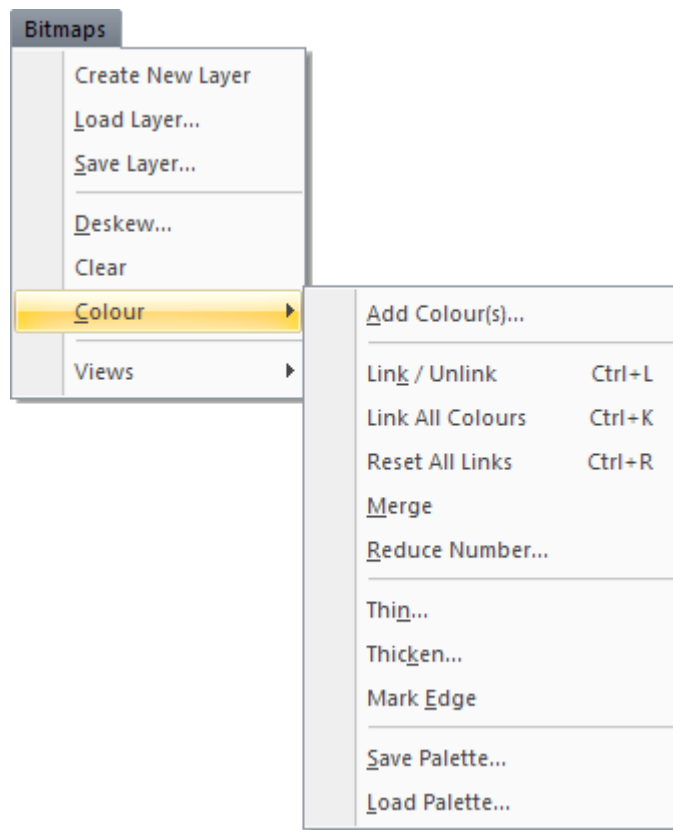 Bitmaps
Create New Layer
Load Layer...
Save Layer...
Deskew...
Clear
Colour
Views
Add Colour(s)...
Link / Unlink Ctrl+L
Link All Colours Ctrl+K
Reset All Links Ctrl+R
Merge
Reduce Number...
Thin...
Thicken...
Mark Edge
Save Palette...
Load Palette...